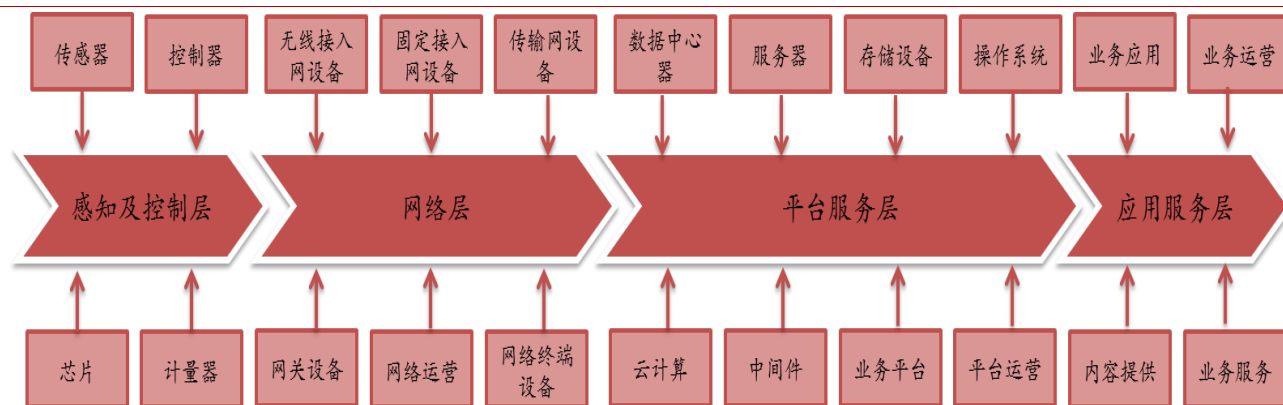 传感器
控制器
无线接入
网设备
固定接入
网设备
传输网设
备
数据中心
器
服务器
存储设备
操作系统
业务应用
业务运营
感知及控制层
网络层
平台服务层
应用服务层
芯片
计量器
网关设备
网络运营
网络终端
设备
云计算
中间件
业务平台
平台运营
内容提供
业务服务